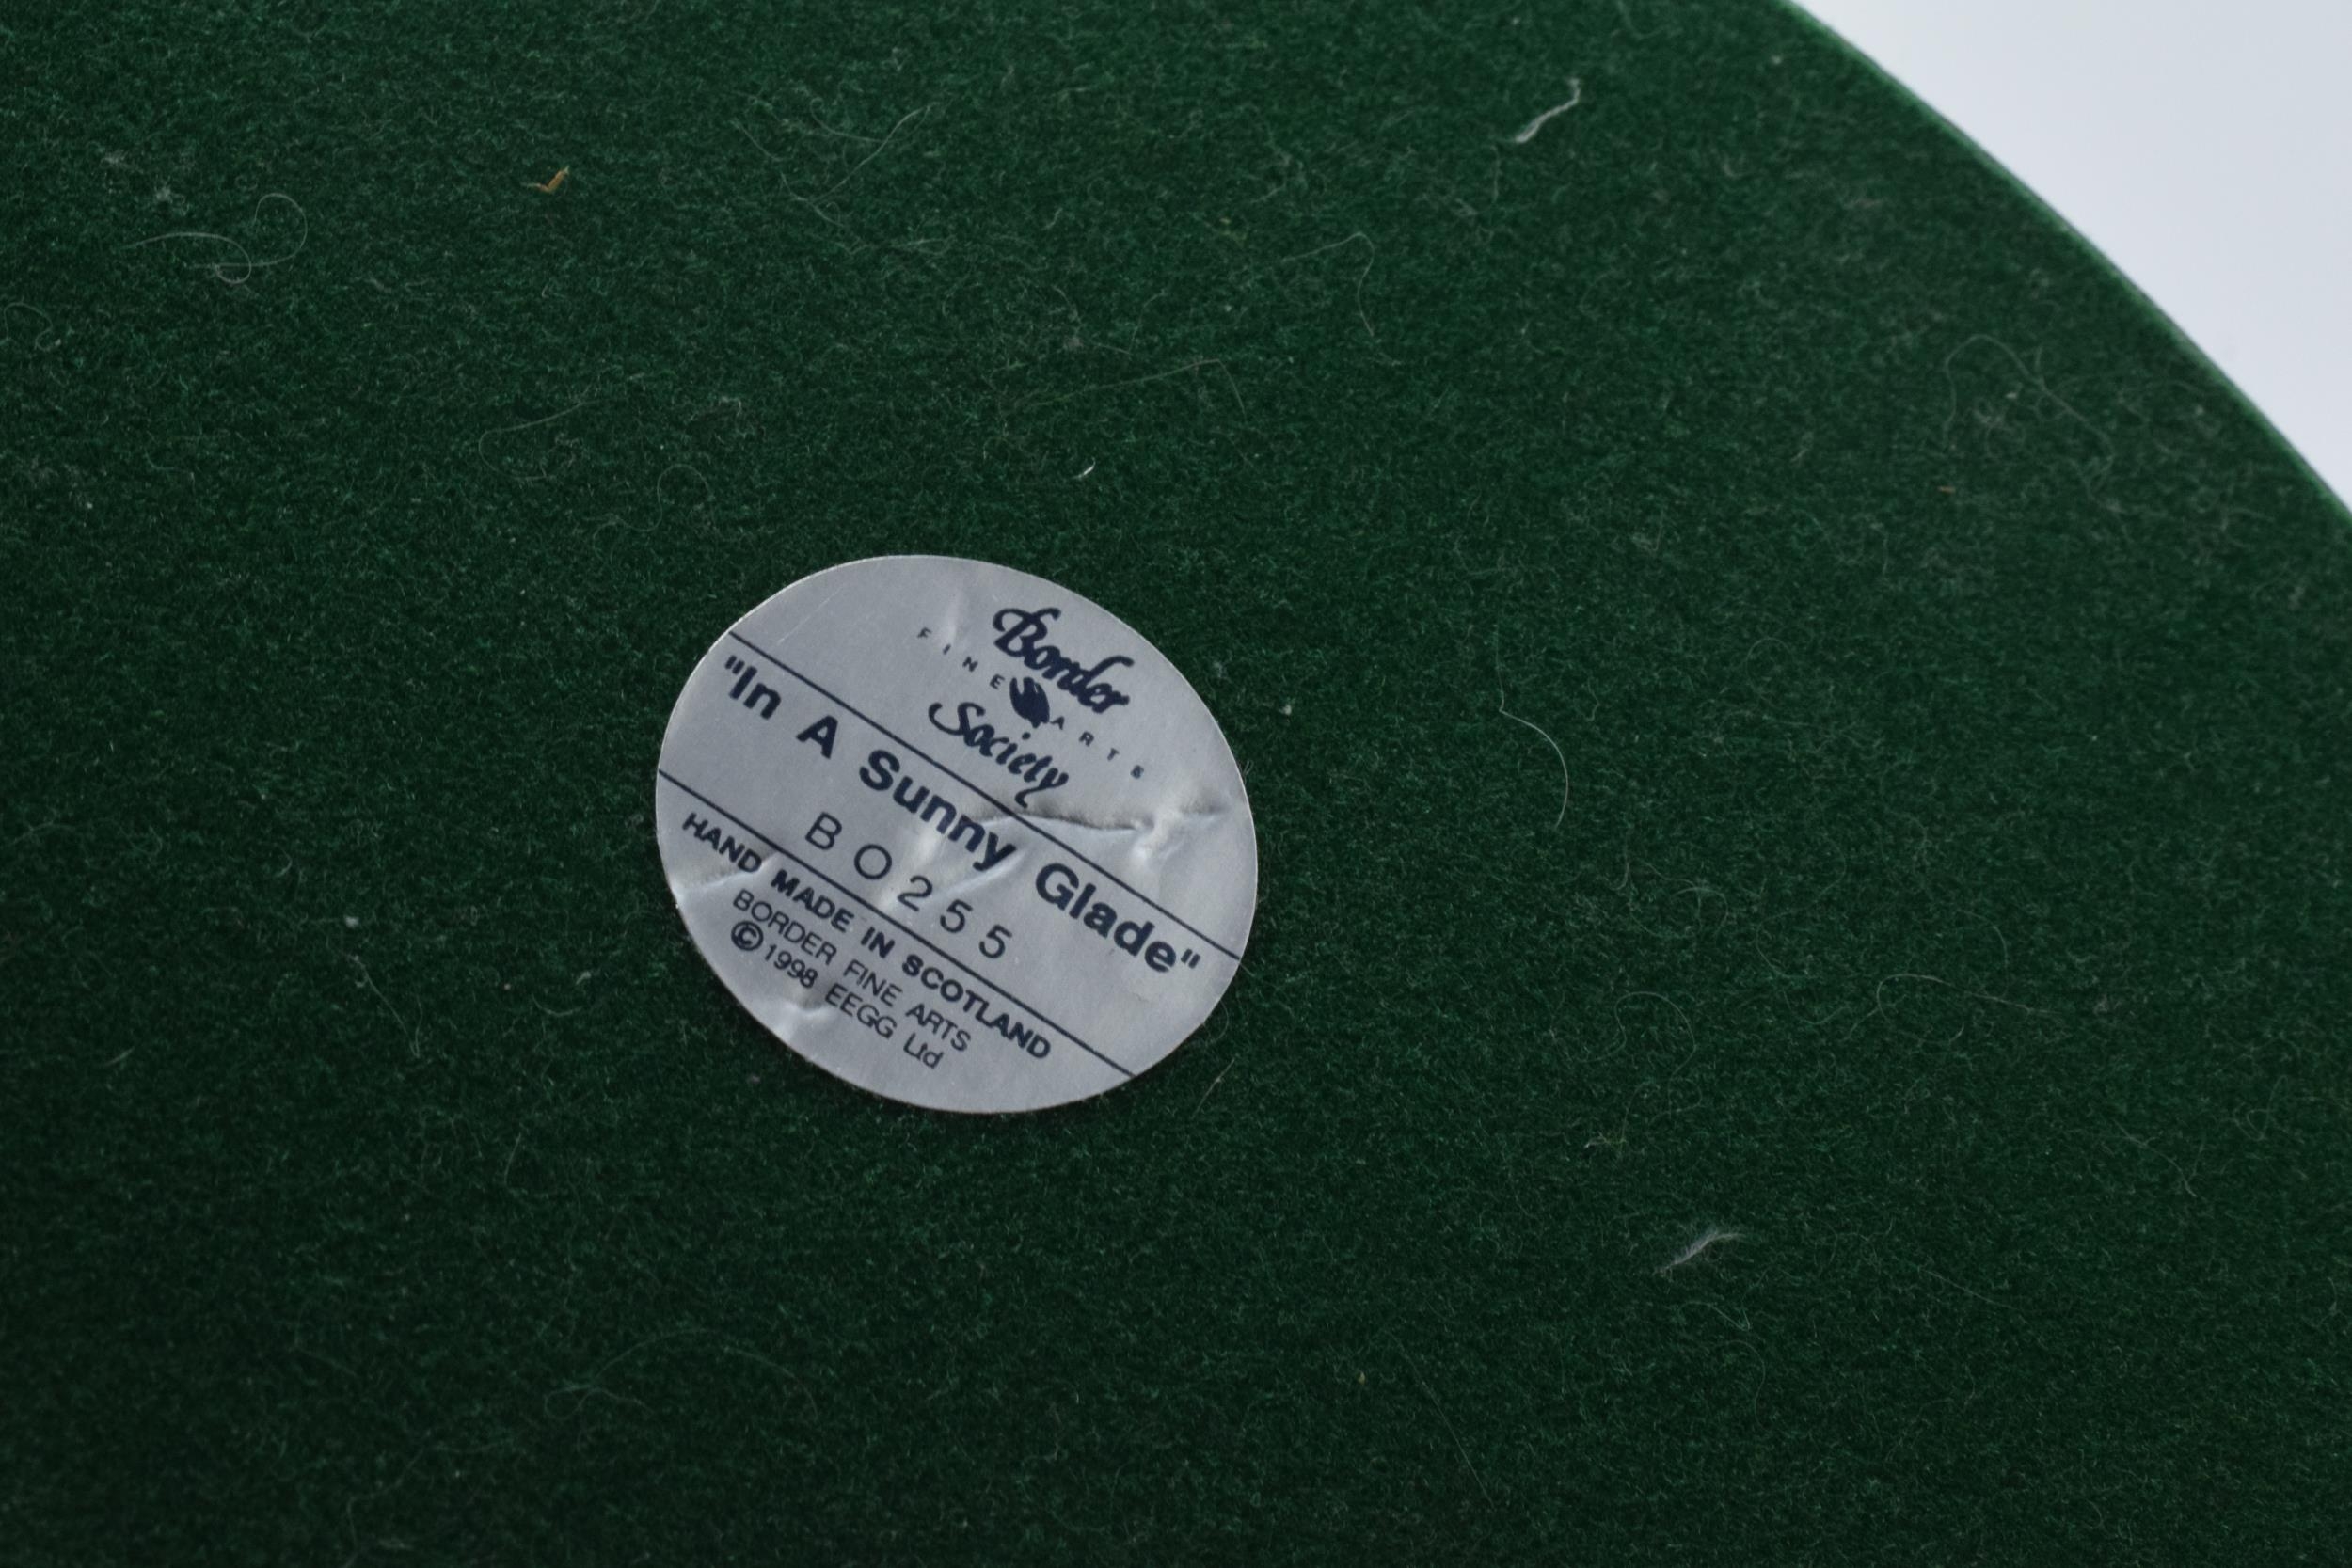 Border
FINE ARTS
Society
"In A Sunny Glade"
BO255
HAND MADE IN SCOTLAND
BORDER FINE ARTS
©1998 EEGG Ltd